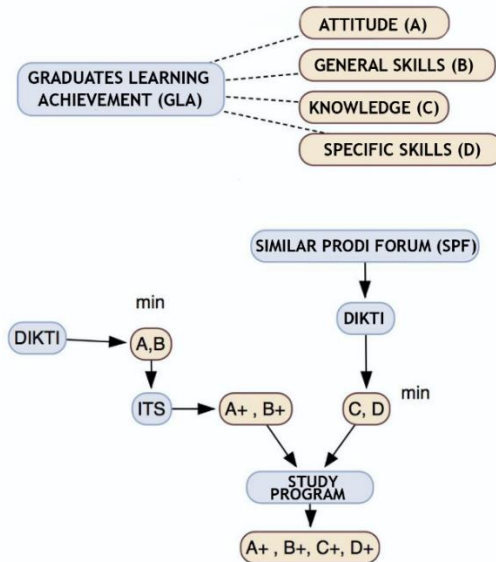 ATTITUDE (A)
GENERAL SKILLS (B)
GRADUATES LEARNING
ACHIEVEMENT (GLA)
KNOWLEDGE (C)
SPECIFIC SKILLS (D)
SIMILAR PRODI FORUM (SPF)
min
DIKTI
DIKTI
A,B
min
ITS
A+ , B+
C, D
STUDY
PROGRAM
A+ , B+, C+, D+